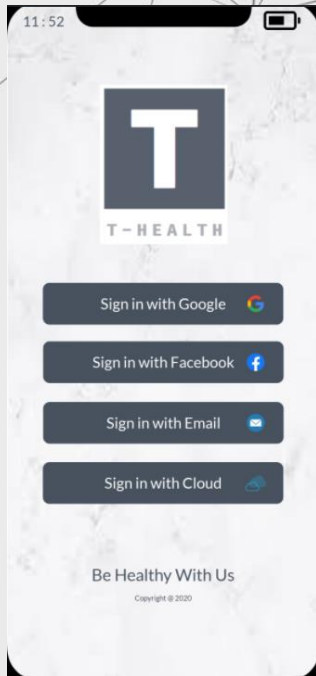 11:52
T
T-HEALTH
Sign in with Google
Sign in with Facebook
Sign in with Email
Sign in with Cloud
Be Healthy With Us
Copyright @ 2020